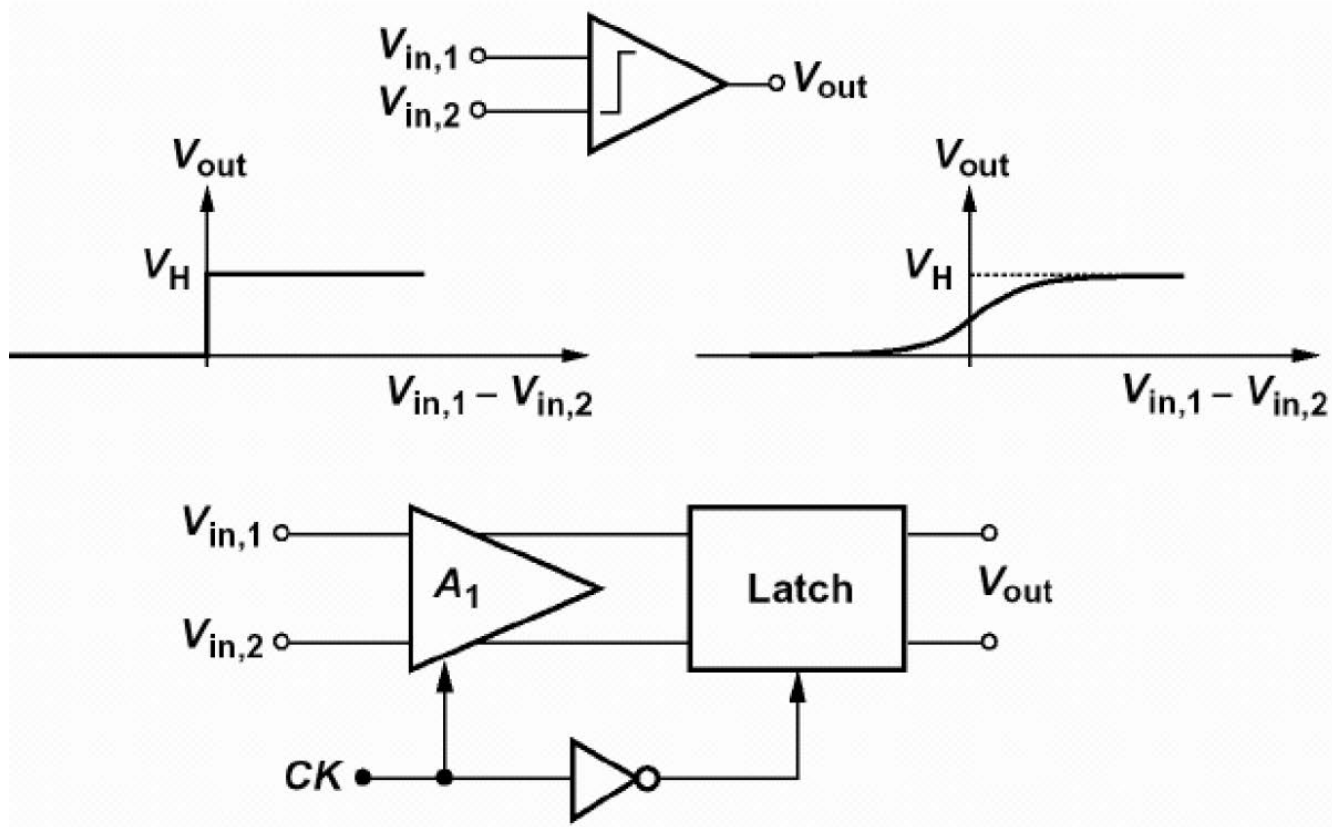 Vin,1
Vin,2
Vout
Vout
VH
Vin,1 – Vin,2
Vout
VH
Vin,1 – Vin,2
Vin,1
Vin,2
A1
Latch
Vout
CK